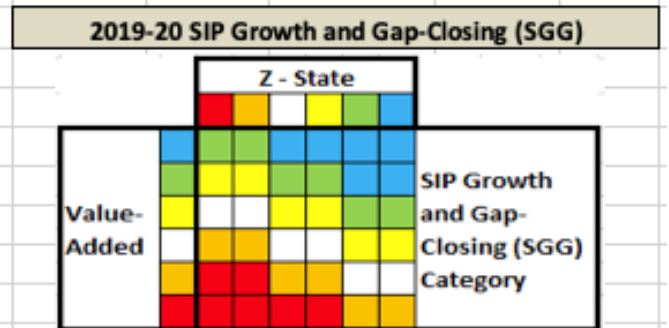 2019-20 SIP Growth and Gap-Closing (SGG)
Z - State
Value-
Added
SIP Growth
and Gap-
Closing (SGG)
Category